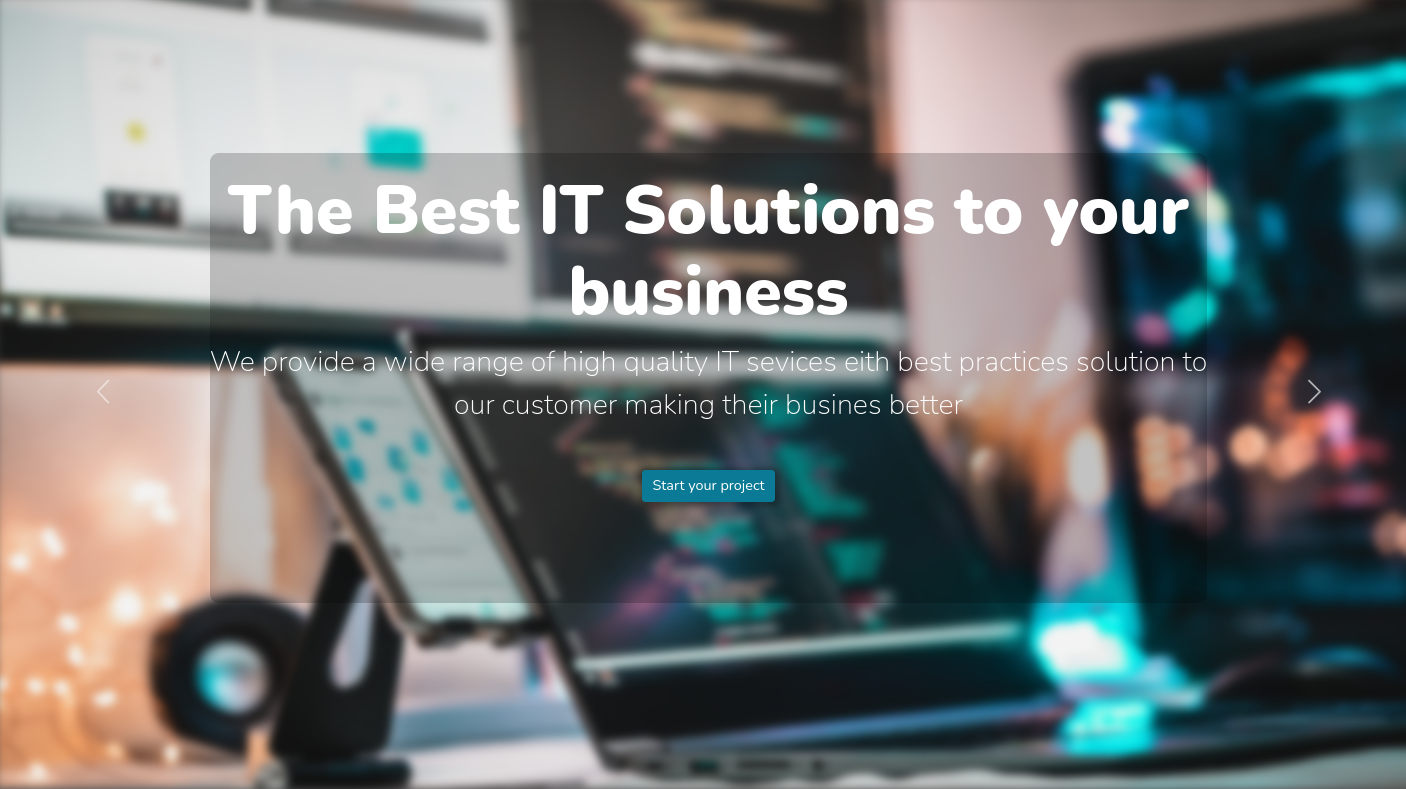 The Best IT Solutions to your
business
We provide a wide range of high quality IT sevices eith best practices solution to
our customer making their busines better
Start your project